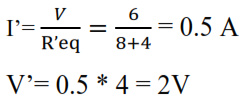 I'= V/R'eq = 6/8+4 = 0.5 A
V'= 0.5 * 4 = 2V